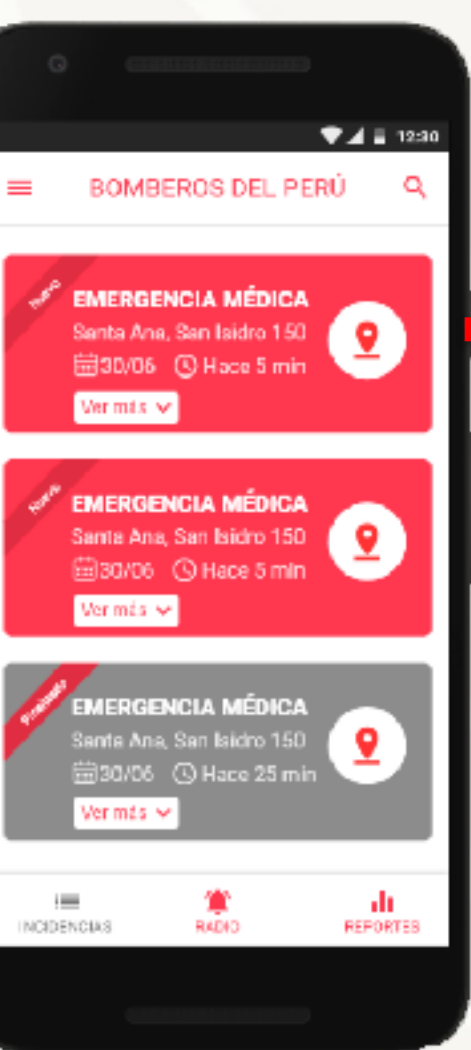 12:30
BOMBEROS DEL PERÚ
Nuevo
EMERGENCIA MÉDICA
Santa Ana, San Isidro 150
30/06 Hace 5 min
Ver más
Nuevo
EMERGENCIA MÉDICA
Santa Ana, San Isidro 150
30/06 Hace 5 min
Ver más
Finalizado
EMERGENCIA MÉDICA
Santa Ana, San Isidro 150
30/06 Hace 25 min
Ver más
INCIDENCIAS
RADIO
REPORTES